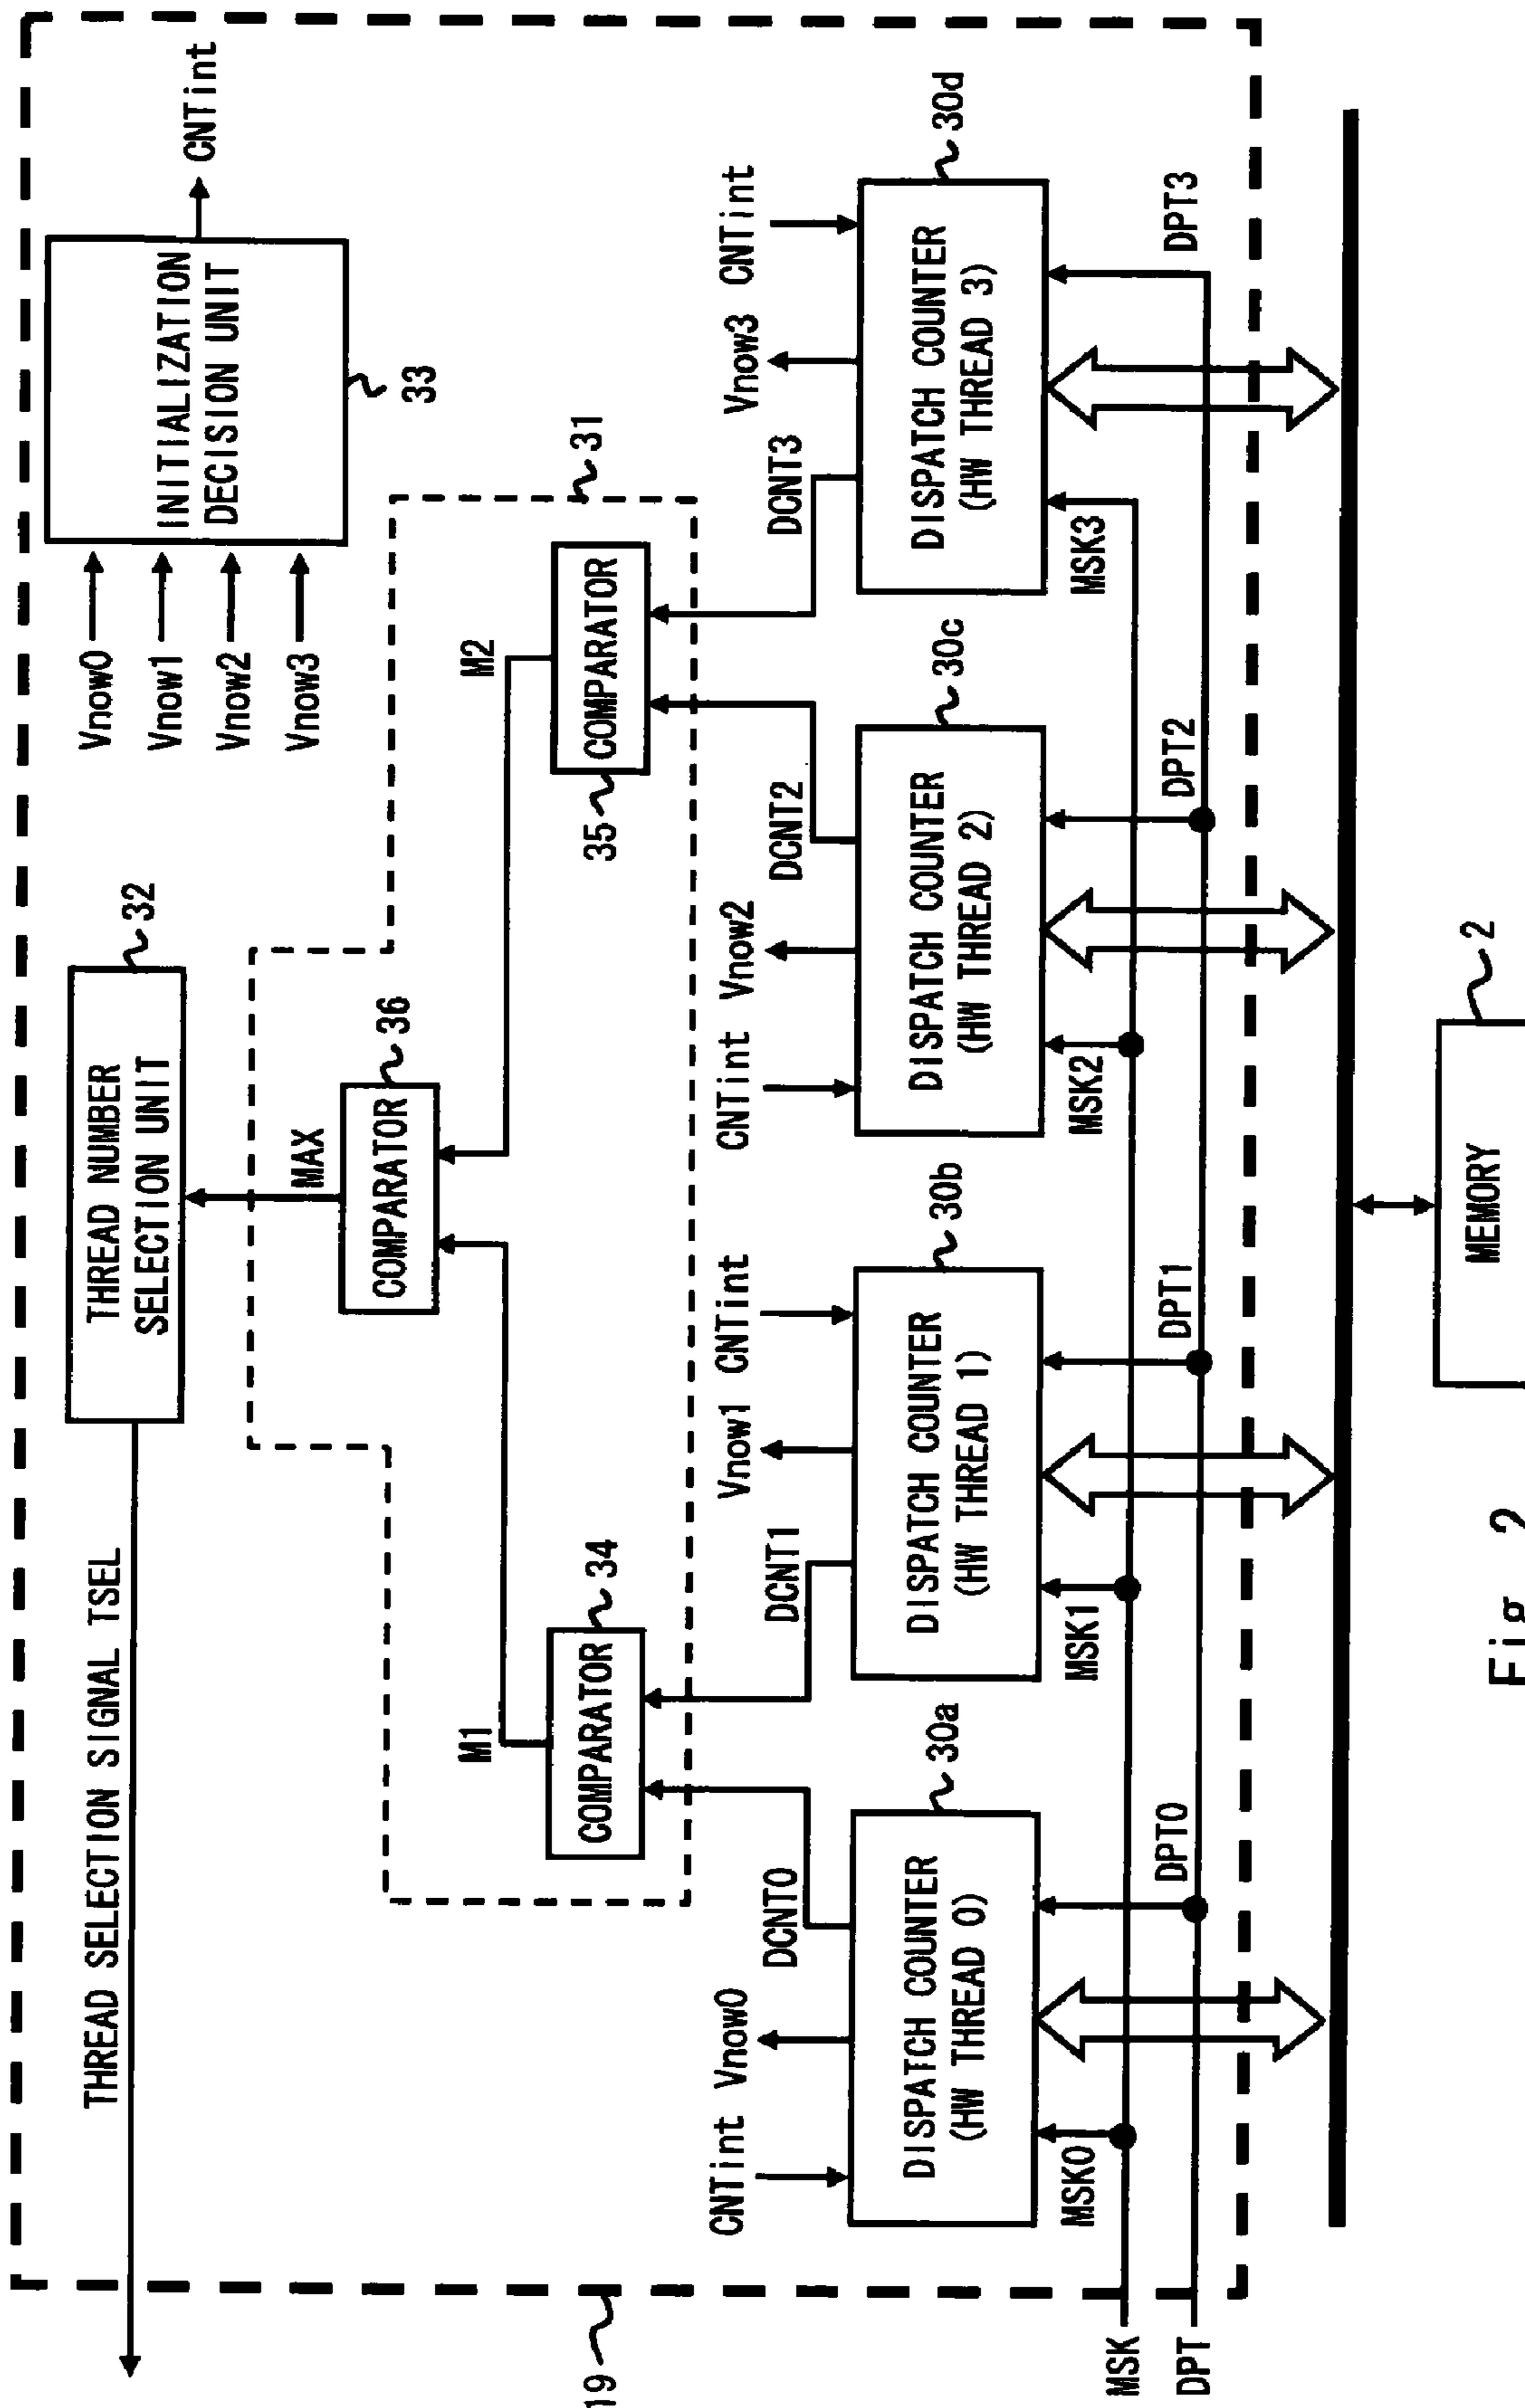 THREAD SELECTION SIGNAL TSEL
THREAD NUMBER
SELECTION UNIT
32
Vnow0
Vnow1
Vnow2
Vnow3
INITIALIZATION
DECISION UNIT
33
CNTint
MAX
COMPARATOR
36
M1
M2
31
COMPARATOR
34
35
COMPARATOR
CNTint
Vnow0
DCNT0
DCNT1
Vnow1
CNTint
CNTint
Vnow2
DCNT2
DCNT3
Vnow3
CNTint
DISPATCH COUNTER
(HW THREAD 0)
30a
DISPATCH COUNTER
(HW THREAD 1)
30b
DISPATCH COUNTER
(HW THREAD 2)
30c
DISPATCH COUNTER
(HW THREAD 3)
30d
19
MSK
MSK0
MSK1
MSK2
MSK3
DPT
DPT0
DPT1
DPT2
DPT3
MEMORY
2
Fig. 2